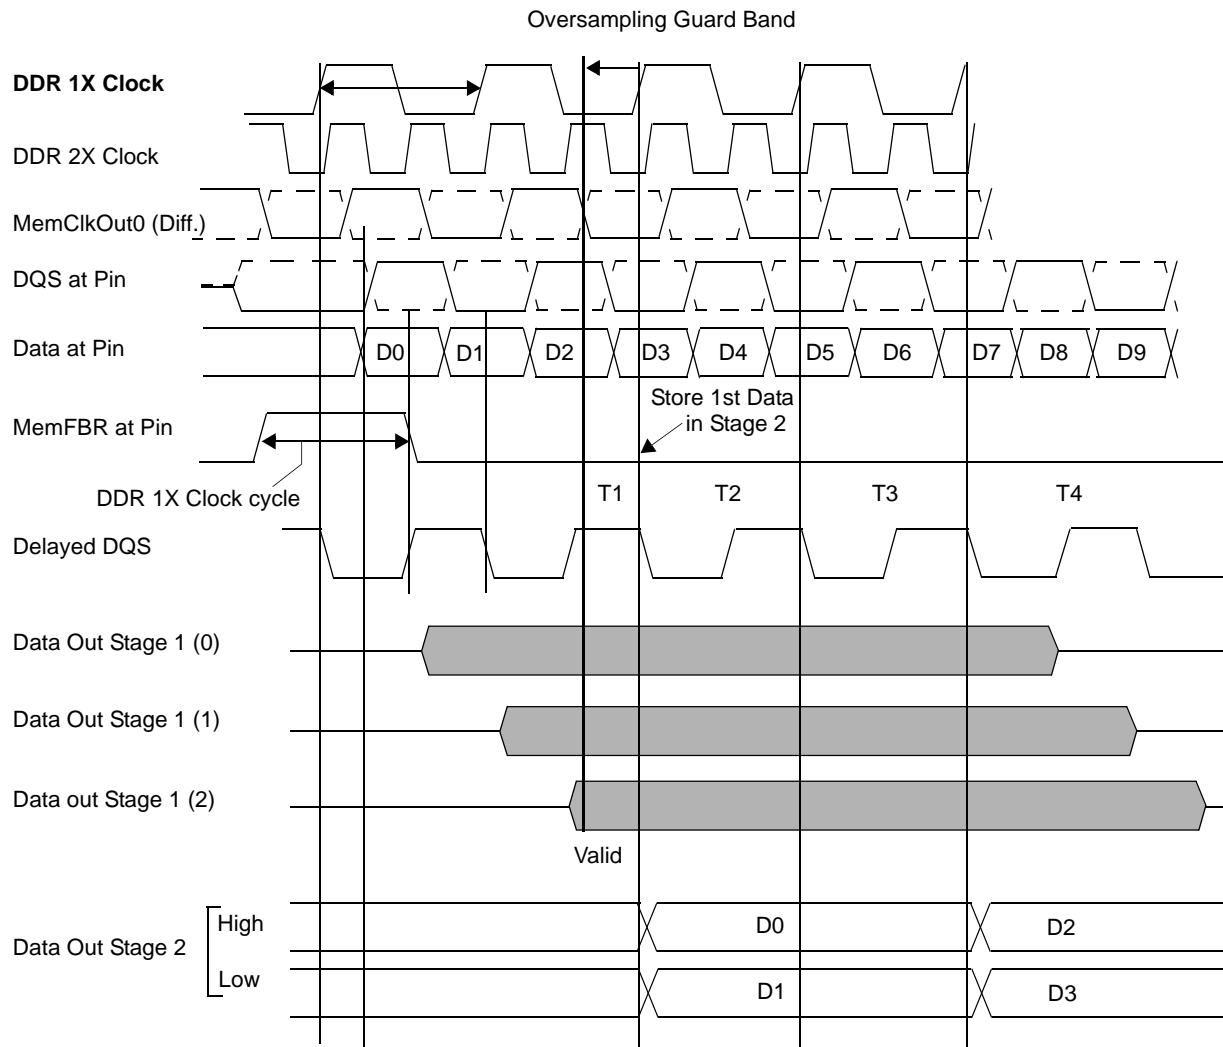 Oversampling Guard Band
DDR 1X Clock
DDR 2X Clock
MemClkOut0 (Diff.)
DQS at Pin
Data at Pin
D0
D1
D2
D3
D4
D5
D6
D7
D8
D9
Store 1st Data
in Stage 2
MemFBR at Pin
DDR 1X Clock cycle
T1
T2
T3
T4
Delayed DQS
Data Out Stage 1 (0)
Data Out Stage 1 (1)
Data out Stage 1 (2)
Valid
Data Out Stage 2
High
D0
D2
Low
D1
D3